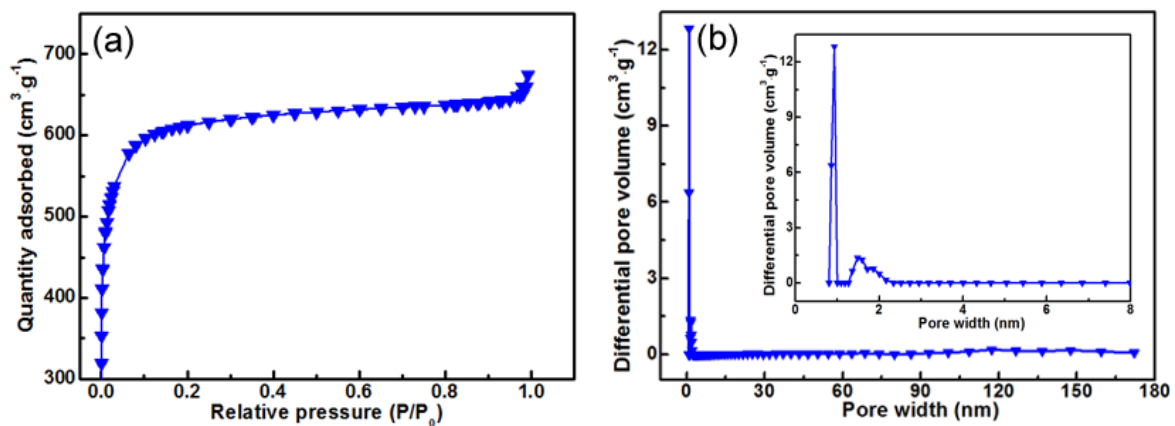 (a)
Quantity adsorbed (cm³·g⁻¹)
700
600
500
400
300
0.0 0.2 0.4 0.6 0.8 1.0
Relative pressure (P/P₀)
(b)
Differential pore volume (cm³·g⁻¹)
12
9
6
3
0
0 30 60 90 120 150 180
Pore width (nm)
Differential pore volume (cm³·g⁻¹)
12
9
6
3
0
0 2 4 6 8
Pore width (nm)